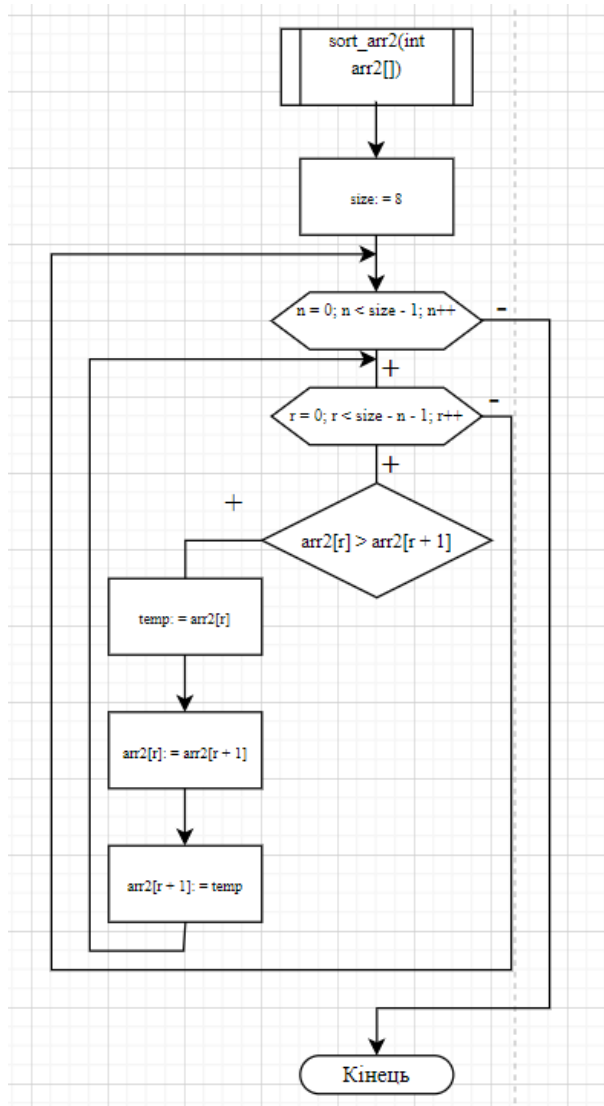 sort_arr2(int
arr2[])
size: = 8
n = 0; n < size - 1; n++
-
+
r = 0; r < size - n - 1; r++
-
+
+
arr2[r] > arr2[r + 1]
temp: = arr2[r]
arr2[r]: = arr2[r + 1]
arr2[r + 1]: = temp
Кінець